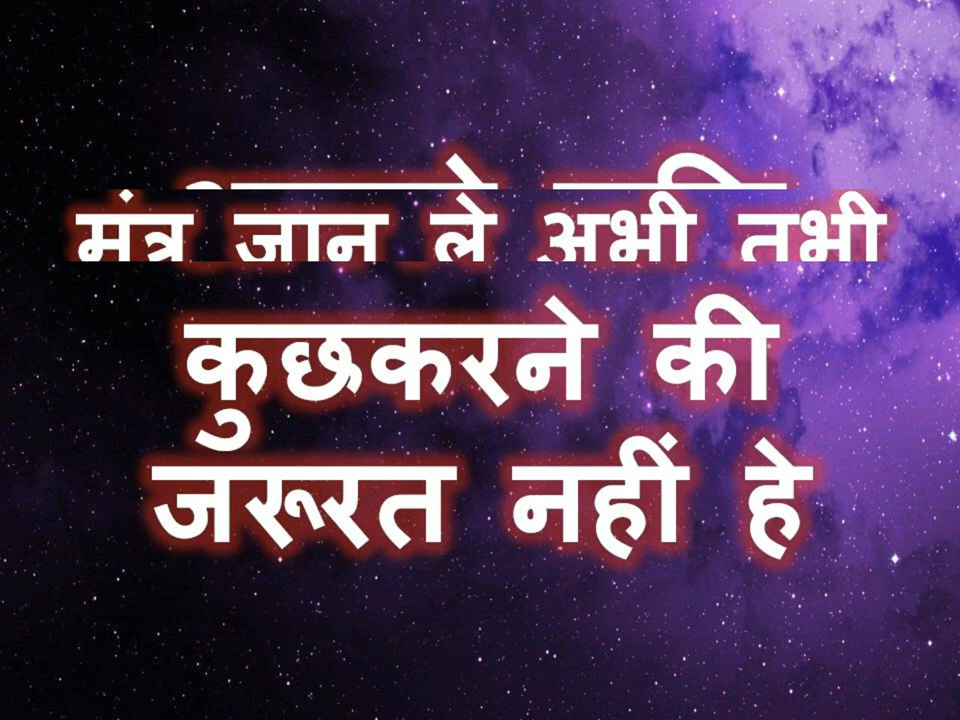 मंत्र जान ले अभी तभी
कुछकरने की
जरूरत नहीं हे